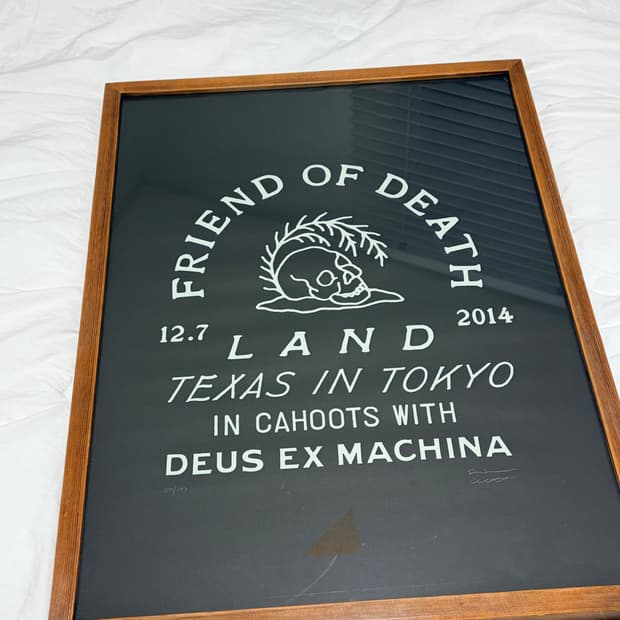 FRIEND OF DEATH
12.7 2014
LAND
TEXAS IN TOKYO
IN CAHOOTS WITH
DEUS EX MACHINA